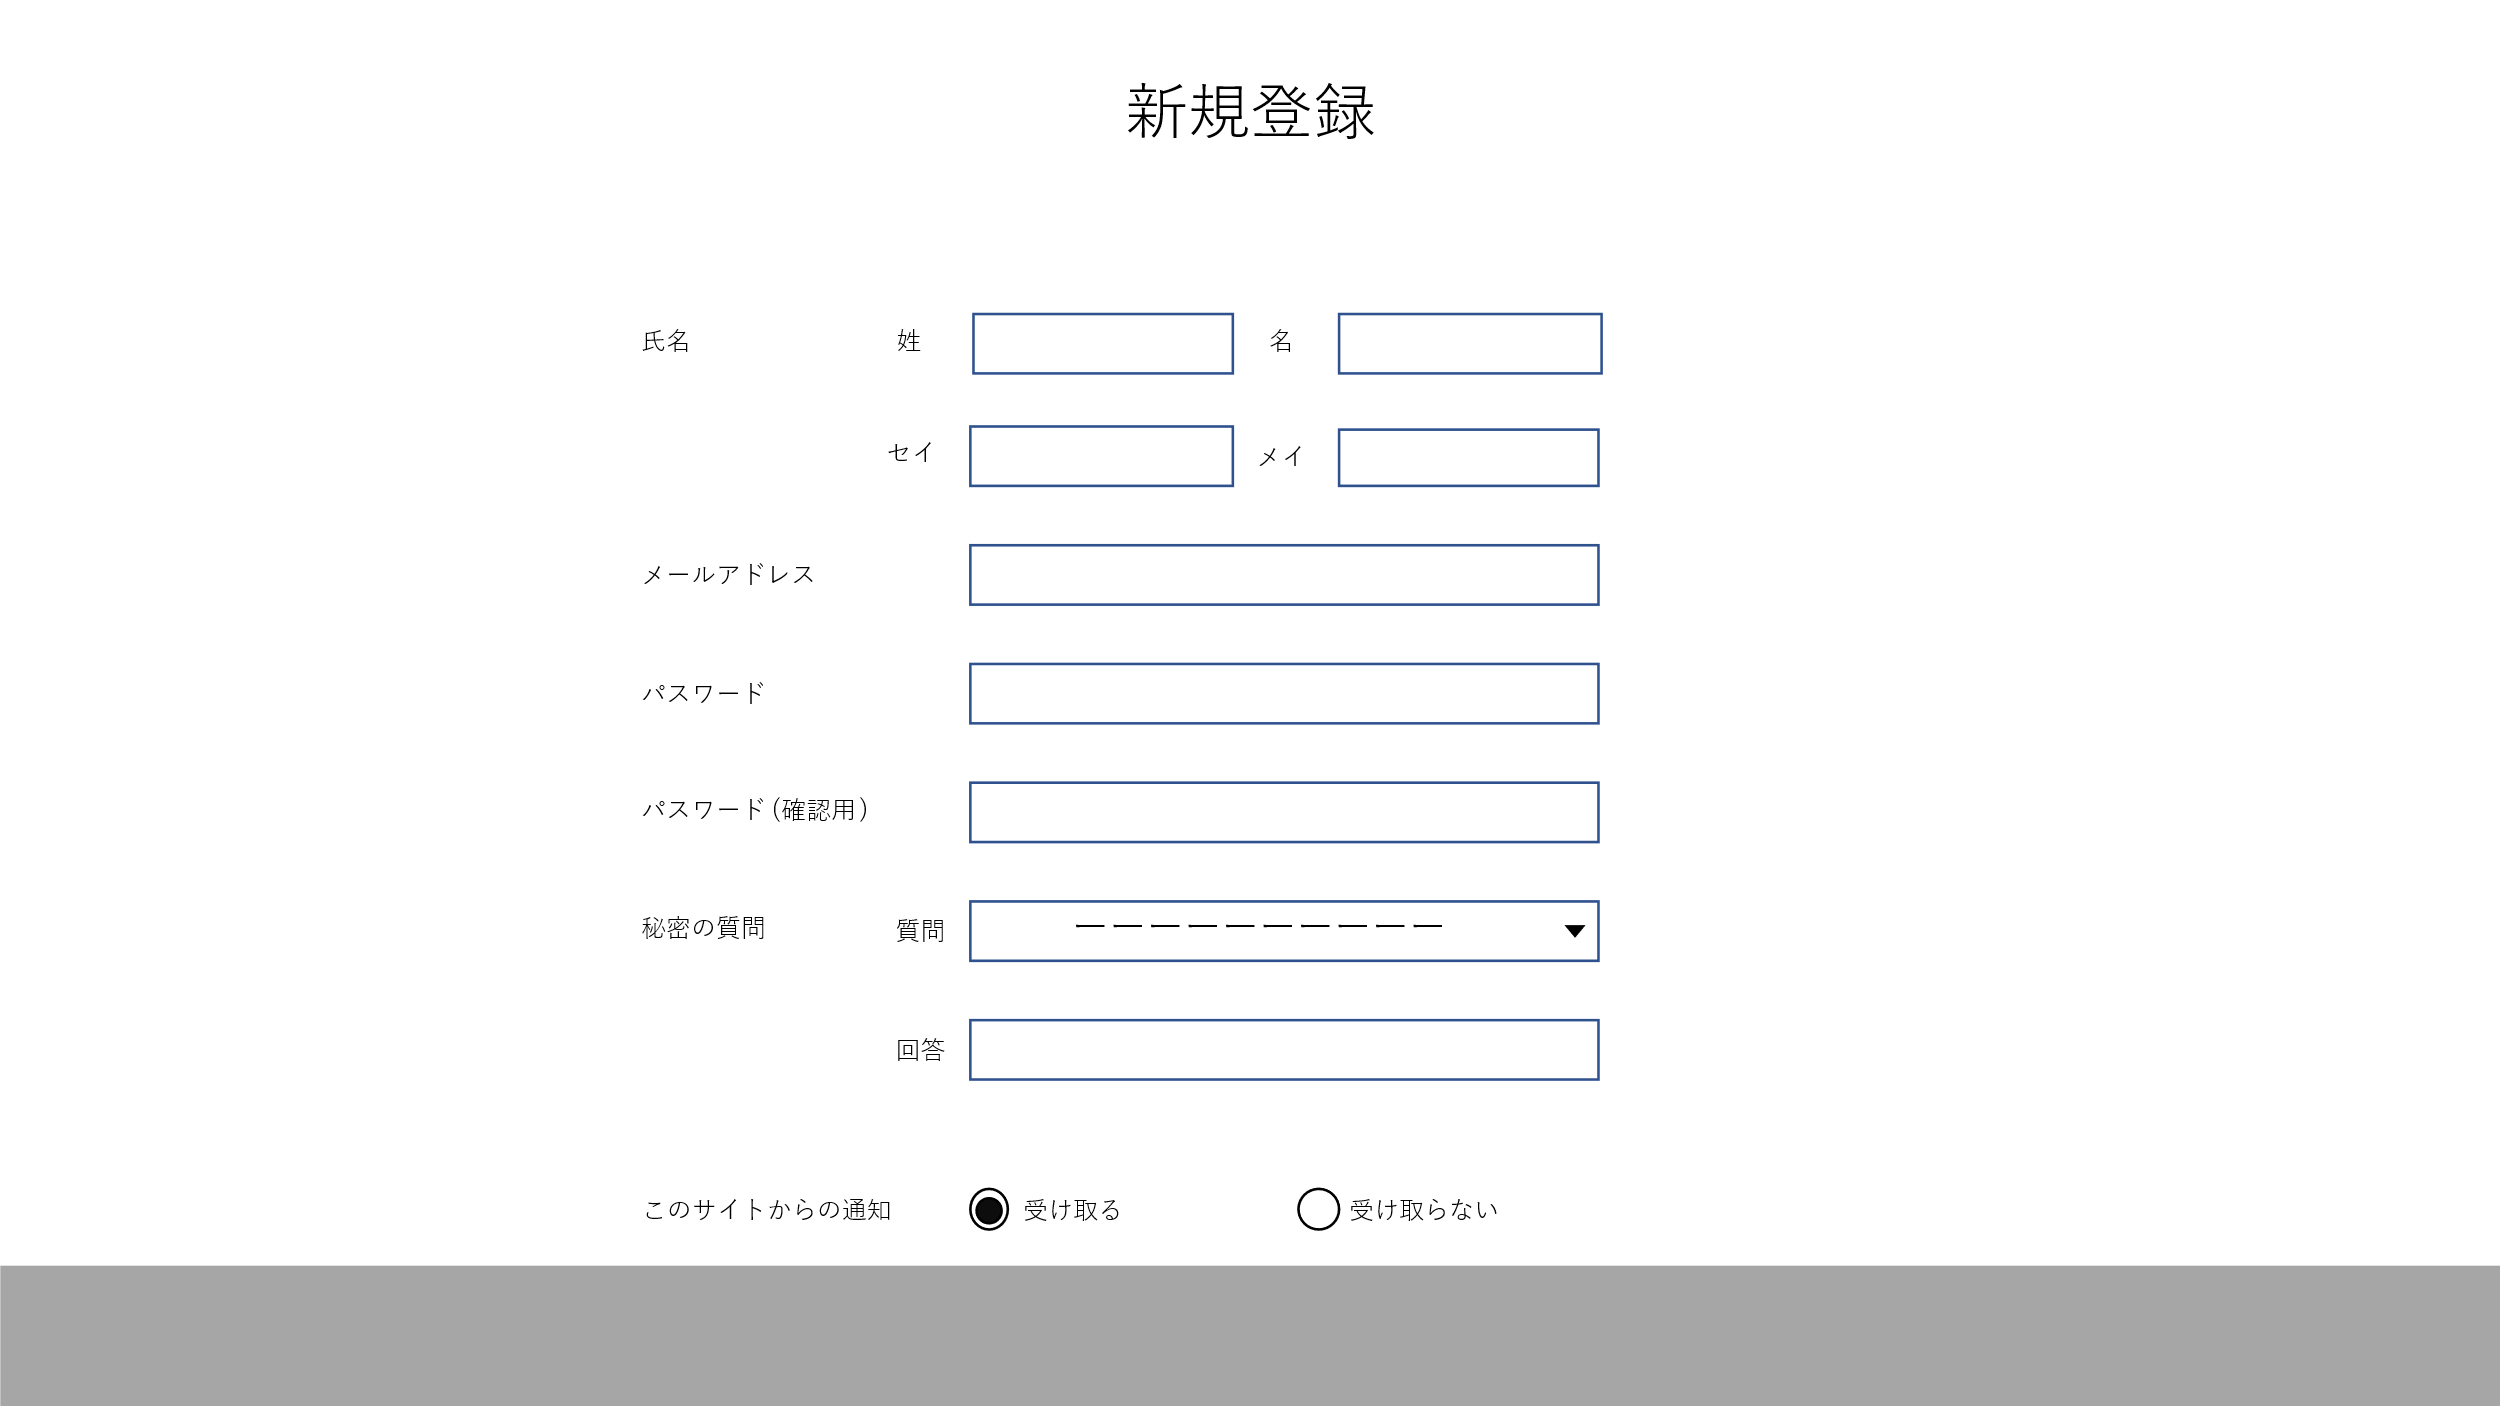 新規登録
氏名 姓 名
セイ メイ
メールアドレス
パスワード
パスワード(確認用)
秘密の質問 質問 ーーーーーーーーーー
回答
このサイトからの通知 受け取る 受け取らない